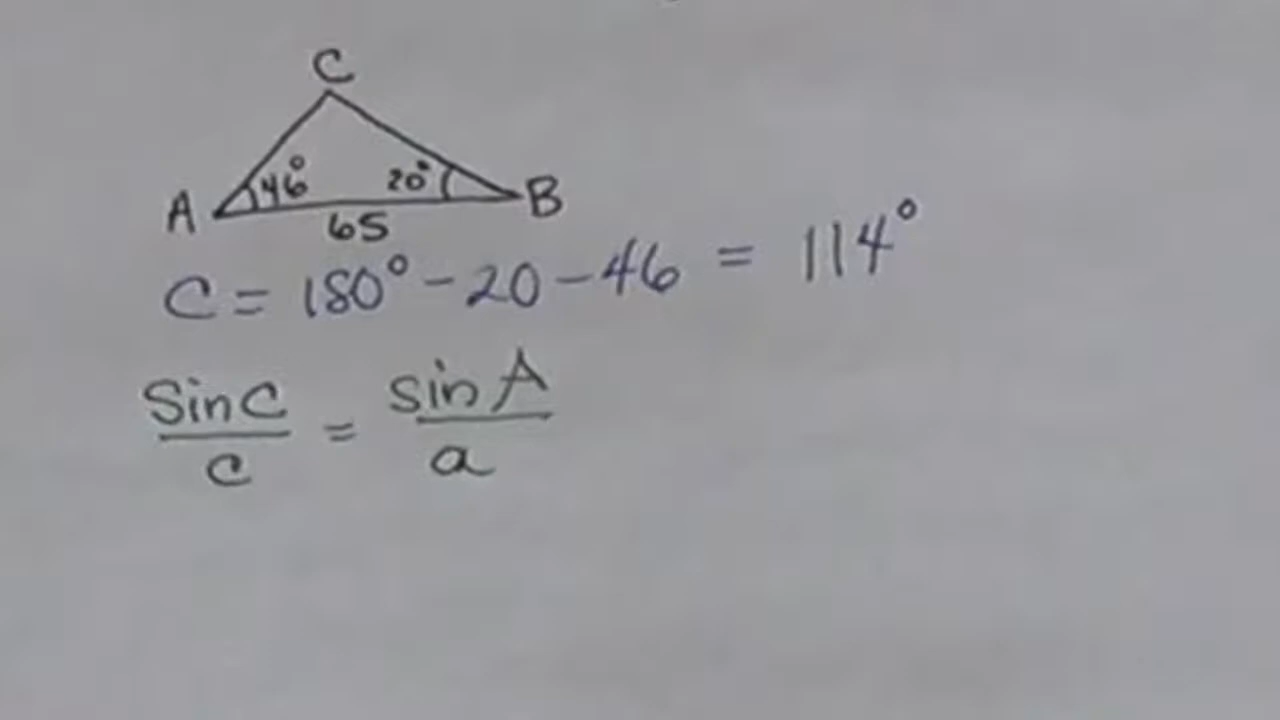 C
46° 20°
A 65 B
C = 180° - 20 - 46 = 114°
Sin C / c = sin A / a